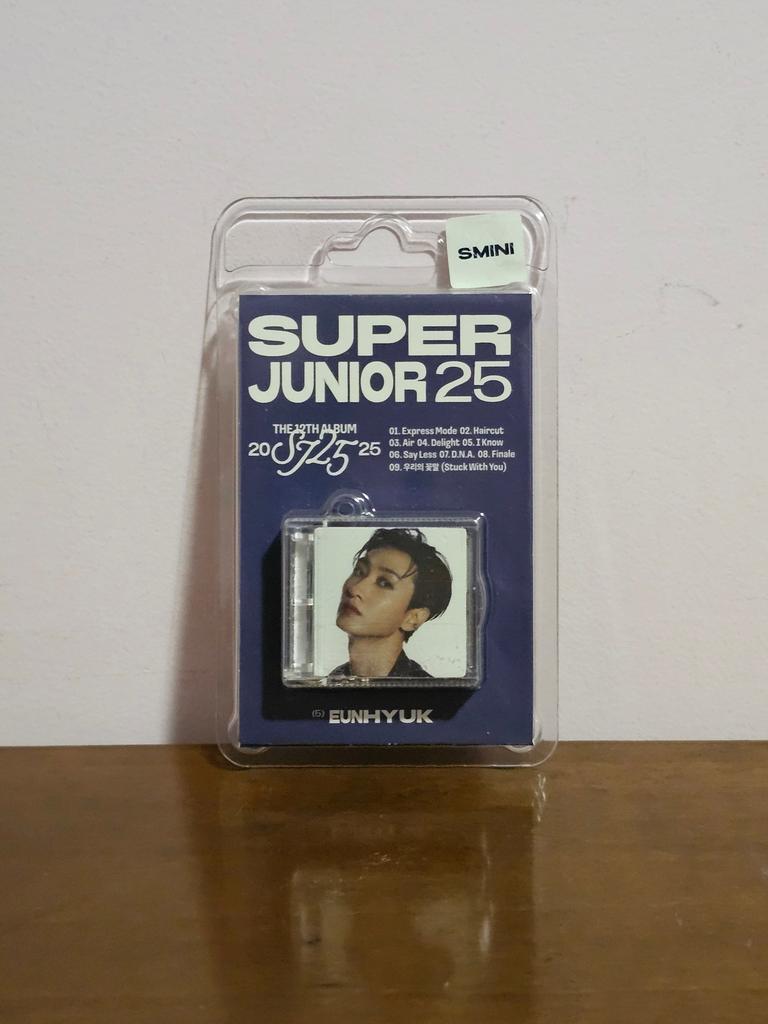 SMINI
SUPER
JUNIOR 25
THE 12TH ALBUM
20 SJ25 25
01. Express Mode 02. Haircut
03. Air 04. Delight 05. I Know
06. Say Less 07. D.N.A. 08. Finale
09. 우리의 꽃말 (Stuck With You)
(5) EUNHYUK